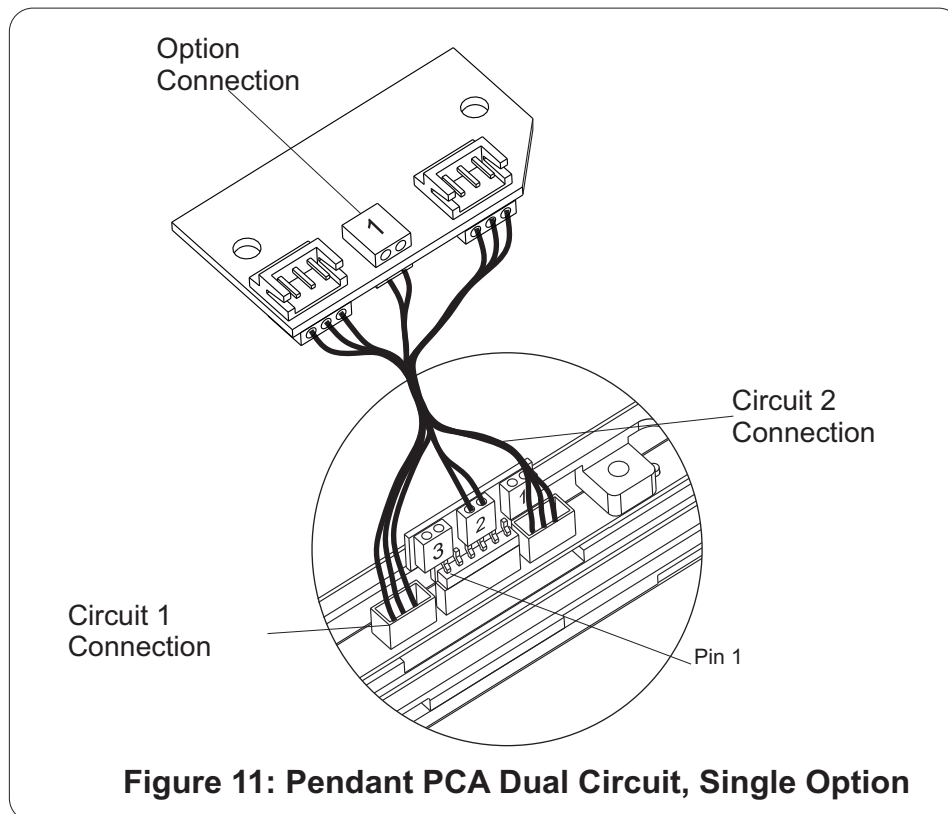 Option
Connection
1
Circuit 2
Connection
1
2
3
Circuit 1
Connection
Pin 1
Figure 11: Pendant PCA Dual Circuit, Single Option